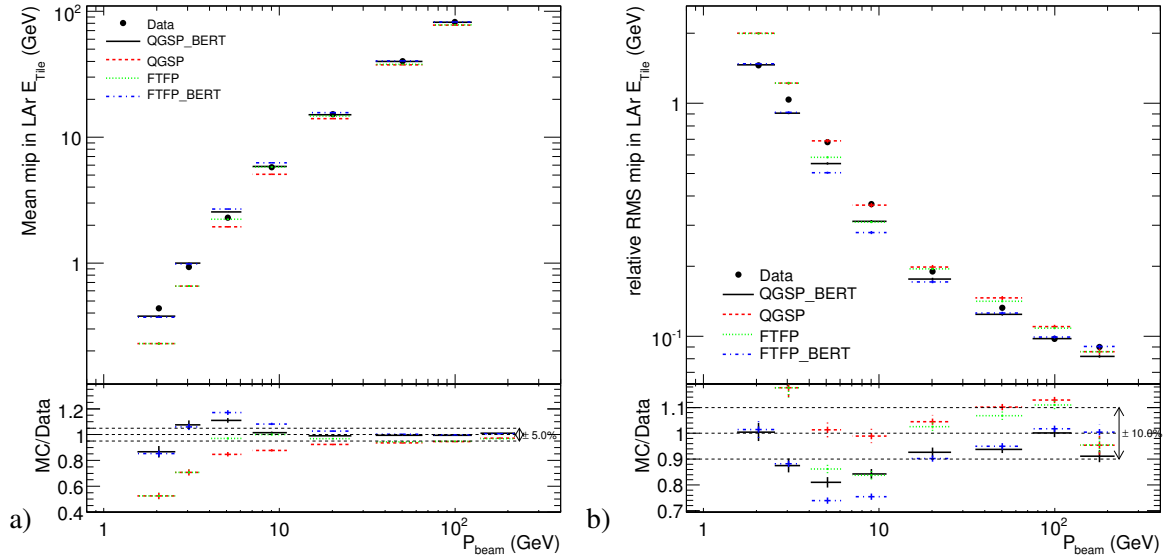 Mean mip in LAr E_Tile (GeV)
10^2
10
1
Data
QGSP_BERT
QGSP
FTFP
FTFP_BERT
MC/Data
1.2
1
0.8
0.6
0.4
± 5.0%
1
10
10^2
P_beam (GeV)
a)
relative RMS mip in LAr E_Tile (GeV)
1
10^-1
Data
QGSP_BERT
QGSP
FTFP
FTFP_BERT
MC/Data
1.1
1
0.9
0.8
0.7
± 10.0%
1
10
10^2
P_beam (GeV)
b)